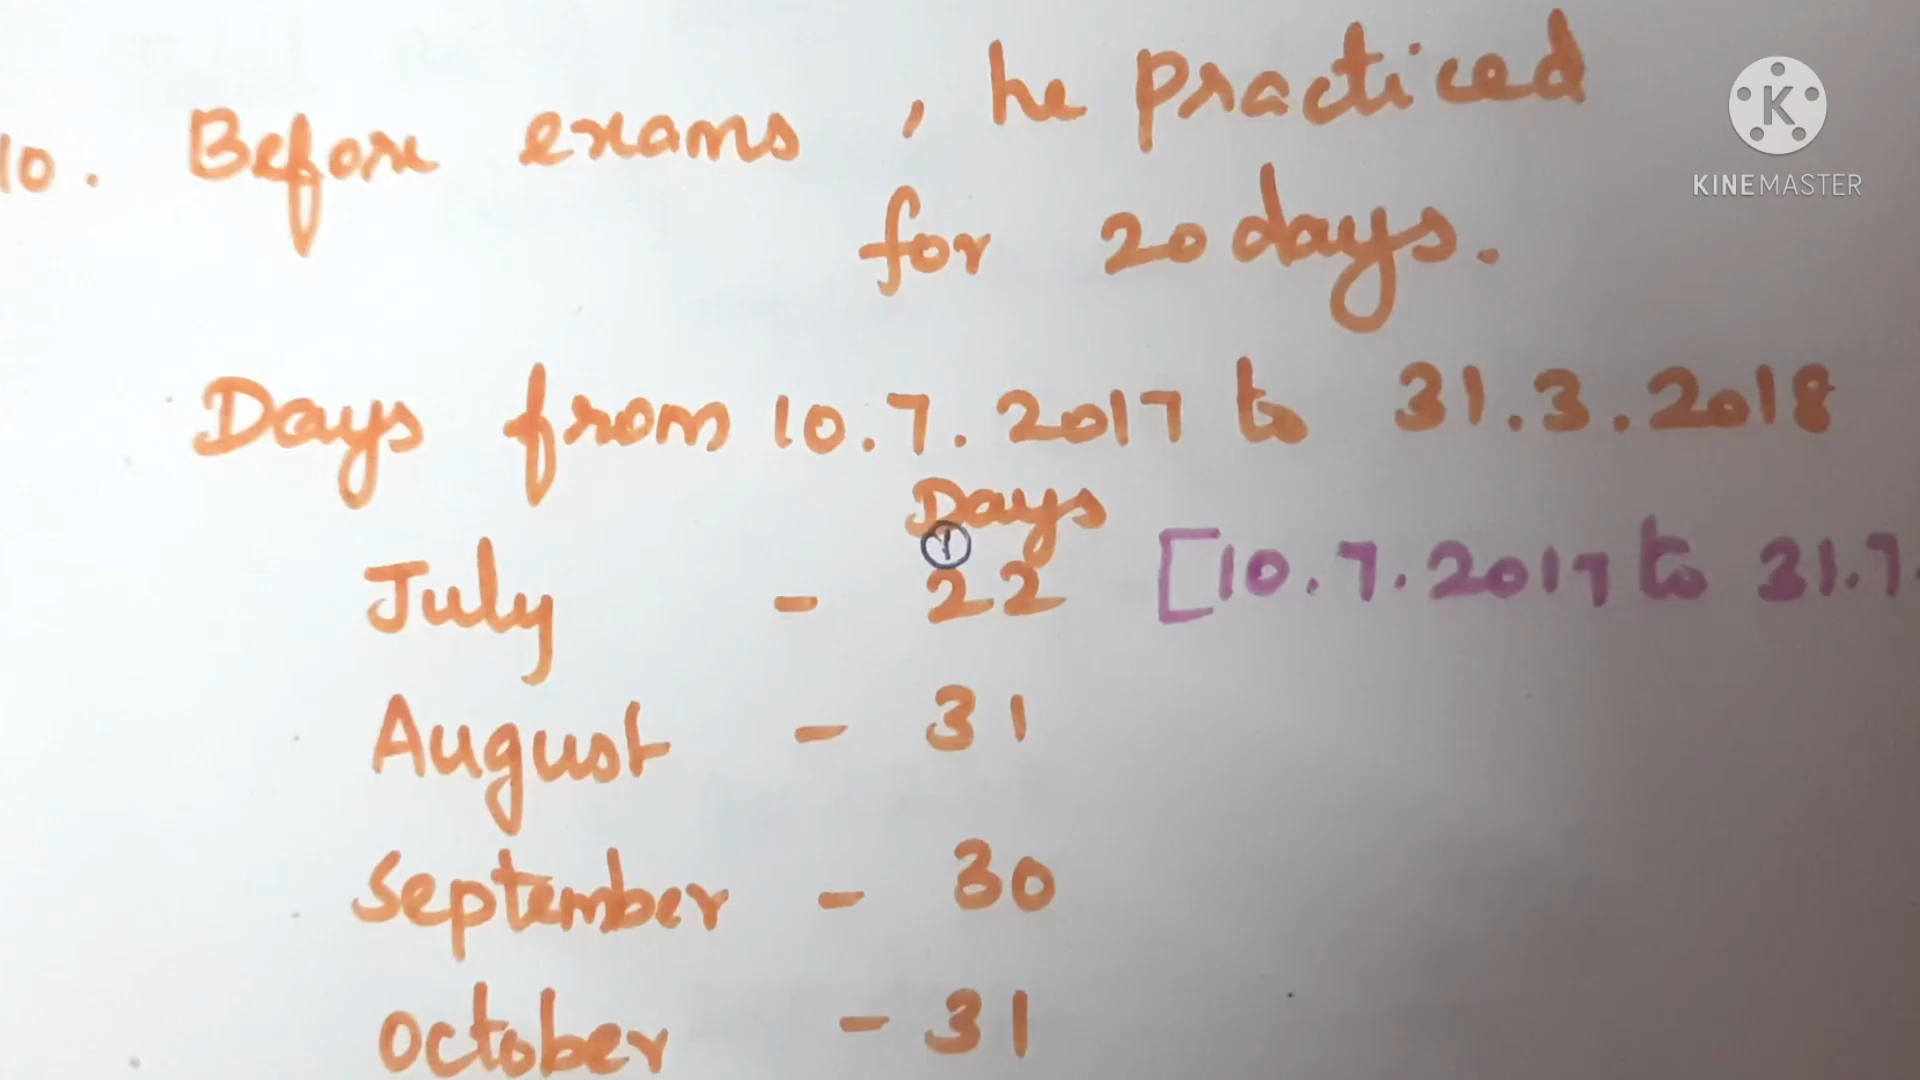 10. Before exams, he practiced
for 20 days.
Days from 10.7.2017 to 31.3.2018
Days
July - 22 [10.7.2017 to 31.7.
August - 31
September - 30
October - 31
K
KINEMASTER